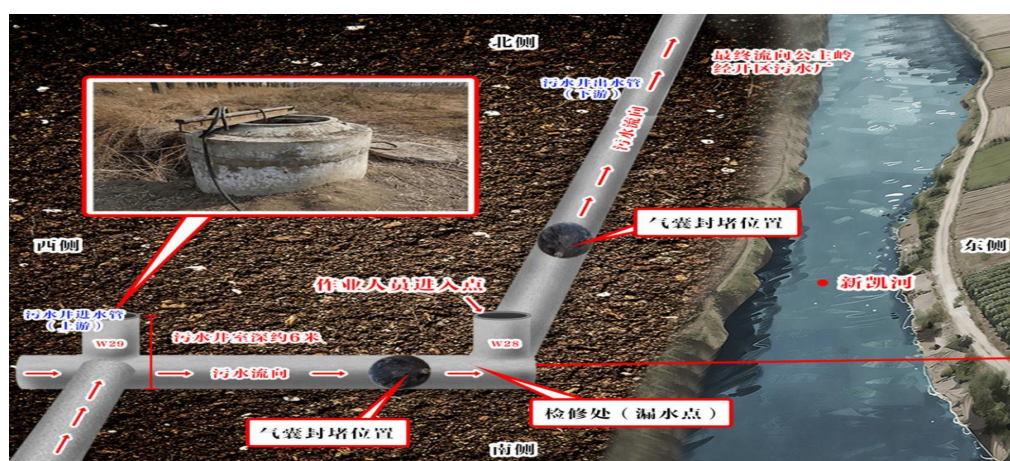 北侧
最终流向公主岭
经开区污水厂
污水井出水管
（下游）
污水流向
气囊封堵位置
西侧
东侧
新凯河
作业人员进入点
污水井进水管
（上游）
W29
污水井室深约6米
W28
污水流向
检修处（漏水点）
气囊封堵位置
南侧